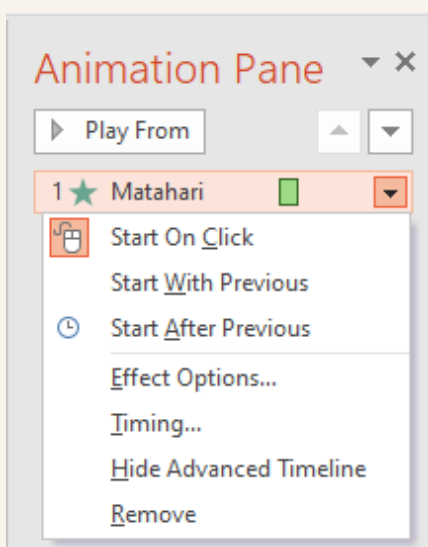 Animation Pane
Play From
1 Matahari
Start On Click
Start With Previous
Start After Previous
Effect Options...
Timing...
Hide Advanced Timeline
Remove